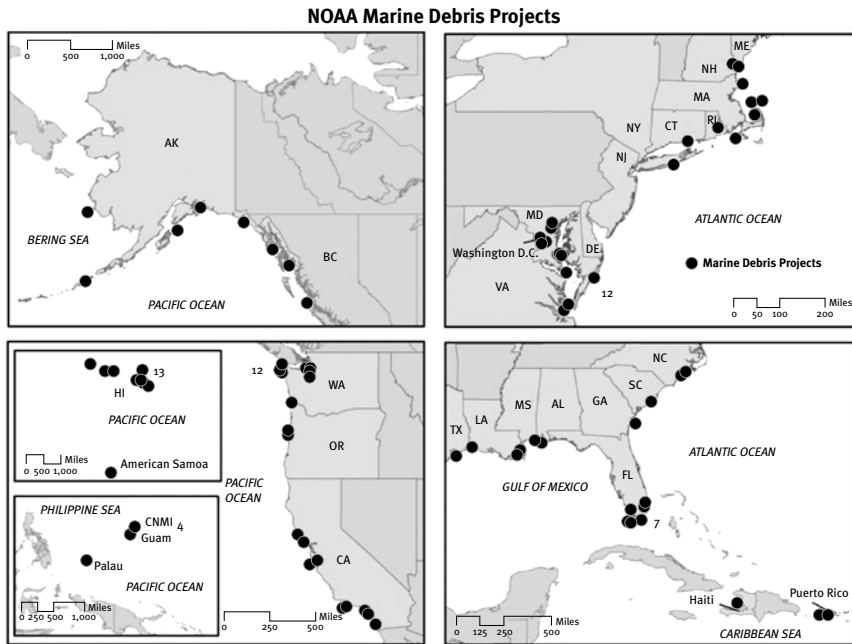 NOAA Marine Debris Projects
Miles
0 500 1,000
AK
BERING SEA
BC
PACIFIC OCEAN
ME
NH
MA
NY
CT
RI
NJ
MD
ATLANTIC OCEAN
Washington D.C.
DE
Marine Debris Projects
VA
12
Miles
0 50 100 200
13
HI
PACIFIC OCEAN
Miles
0 500 1,000
American Samoa
PHILIPPINE SEA
CNMI 4
Guam
Palau
PACIFIC OCEAN
Miles
0 250 500 1,000
12
WA
OR
PACIFIC
OCEAN
CA
Miles
0 250 500
NC
SC
MS
AL
GA
LA
TX
ATLANTIC OCEAN
FL
GULF OF MEXICO
7
Haiti
Puerto Rico
Miles
0 125 250 500
CARIBBEAN SEA